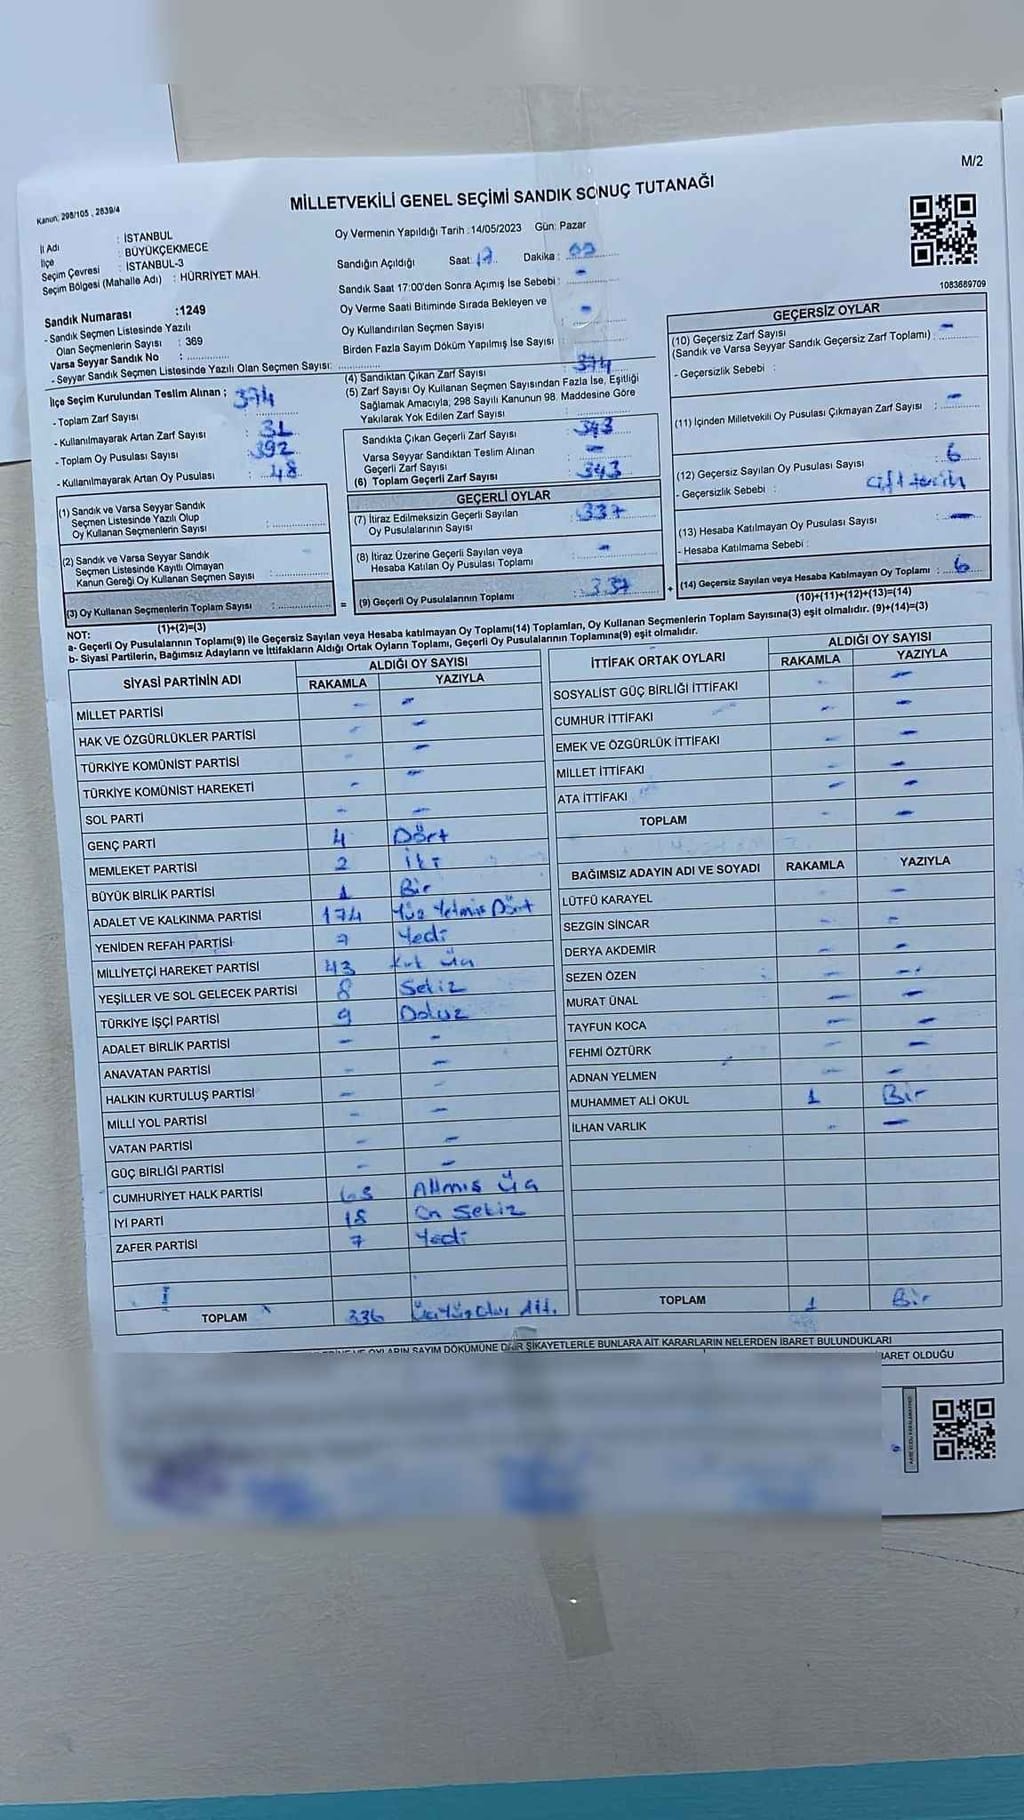 M/2
Kanun: 298/105 , 2839/4
MİLLETVEKİLİ GENEL SEÇİMİ SANDIK SONUÇ TUTANAĞI
İl Adı : İSTANBUL
İlçe : BÜYÜKÇEKMECE
Seçim Çevresi : İSTANBUL-3
Seçim Bölgesi (Mahalle Adı) : HÜRRİYET MAH.
Sandık Numarası :1249
- Sandık Seçmen Listesinde Yazılı
Olan Seçmenlerin Sayısı : 369
Varsa Seyyar Sandık No : ..............
- Seyyar Sandık Seçmen Listesinde Yazılı Olan Seçmen Sayısı: ..............
Oy Vermenin Yapıldığı Tarih :14/05/2023 Gün: Pazar
Sandığın Açıldığı Saat: 17 Dakika :
Sandık Saat 17:00'den Sonra Açımış İse Sebebi : -
Oy Verme Saati Bitiminde Sırada Bekleyen ve
Oy Kullandırılan Seçmen Sayısı : -
Birden Fazla Sayım Döküm Yapılmış İse Sayısı :
1083689709
İlçe Seçim Kurulundan Teslim Alınan : 374
- Toplam Zarf Sayısı
- Kullanılmayarak Artan Zarf Sayısı : 31
- Toplam Oy Pusulası Sayısı : 392
- Kullanılmayarak Artan Oy Pusulası : 48
(1) Sandık ve Varsa Seyyar Sandık
Seçmen Listesinde Yazılı Olup
Oy Kullanan Seçmenlerin Sayısı : ..............
(2) Sandık ve Varsa Seyyar Sandık
Seçmen Listesinde Kayıtlı Olmayan
Kanun Gereği Oy Kullanan Seçmen Sayısı : ..............
(3) Oy Kullanan Seçmenlerin Toplam Sayısı : ..............
(1)+(2)=(3)
(4) Sandıktan Çıkan Zarf Sayısı : 374
(5) Zarf Sayısı Oy Kullanan Seçmen Sayısından Fazla İse, Eşitliği
Sağlamak Amacıyla, 298 Sayılı Kanunun 98. Maddesine Göre
Yakılarak Yok Edilen Zarf Sayısı :
Sandıkta Çıkan Geçerli Zarf Sayısı : 343
Varsa Seyyar Sandıktan Teslim Alınan
Geçerli Zarf Sayısı : -
(6) Toplam Geçerli Zarf Sayısı : 343
GEÇERLİ OYLAR
(7) İtiraz Edilmeksizin Geçerli Sayılan
Oy Pusulalarının Sayısı : 337
(8) İtiraz Üzerine Geçerli Sayılan veya
Hesaba Katılan Oy Pusulası Toplamı : -
= (9) Geçerli Oy Pusulalarının Toplamı : 337
GEÇERSİZ OYLAR
(10) Geçersiz Zarf Sayısı
(Sandık ve Varsa Seyyar Sandık Geçersiz Zarf Toplamı) : -
- Geçersizlik Sebebi :
(11) İçinden Milletvekili Oy Pusulası Çıkmayan Zarf Sayısı : -
(12) Geçersiz Sayılan Oy Pusulası Sayısı : 6
- Geçersizlik Sebebi : Çift tercih
(13) Hesaba Katılmayan Oy Pusulası Sayısı : -
- Hesaba Katılmama Sebebi :
+ (14) Geçersiz Sayılan veya Hesaba Katılmayan Oy Toplamı : 6
(10)+(11)+(12)+(13)=(14)
NOT:
a- Geçerli Oy Pusulalarının Toplamı(9) ile Geçersiz Sayılan veya Hesaba katılmayan Oy Toplamı(14) Toplamları, Oy Kullanan Seçmenlerin Toplam Sayısına(3) eşit olmalıdır. (9)+(14)=(3)
b- Siyasi Partilerin, Bağımsız Adayların ve İttifakların Aldığı Ortak Oyların Toplamı, Geçerli Oy Pusulalarının Toplamına(9) eşit olmalıdır.
SİYASİ PARTİNİN ADI ALDIĞI OY SAYISI
RAKAMLA YAZIYLA
MİLLET PARTİSİ - -
HAK VE ÖZGÜRLÜKLER PARTİSİ - -
TÜRKİYE KOMÜNİST PARTİSİ - -
TÜRKİYE KOMÜNİST HAREKETİ - -
SOL PARTİ - -
GENÇ PARTİ 4 Dört
MEMLEKET PARTİSİ 2 İki
BÜYÜK BİRLİK PARTİSİ 1 Bir
ADALET VE KALKINMA PARTİSİ 174 Yüz Yetmiş Dört
YENİDEN REFAH PARTİSİ 7 Yedi
MİLLİYETÇİ HAREKET PARTİSİ 43 Kırk Üç
YEŞİLLER VE SOL GELECEK PARTİSİ 8 Sekiz
TÜRKİYE İŞÇİ PARTİSİ 9 Dokuz
ADALET BİRLİK PARTİSİ - -
ANAVATAN PARTİSİ - -
HALKIN KURTULUŞ PARTİSİ - -
MİLLİ YOL PARTİSİ - -
VATAN PARTİSİ - -
GÜÇ BİRLİĞİ PARTİSİ - -
CUMHURİYET HALK PARTİSİ 63 Altmış Üç
İYİ PARTİ 18 On Sekiz
ZAFER PARTİSİ 7 Yedi
TOPLAM 336 Üçyüz Otuz Altı.
İTTİFAK ORTAK OYLARI ALDIĞI OY SAYISI
RAKAMLA YAZIYLA
SOSYALİST GÜÇ BİRLİĞİ İTTİFAKI - -
CUMHUR İTTİFAKI - -
EMEK VE ÖZGÜRLÜK İTTİFAKI - -
MİLLET İTTİFAKI - -
ATA İTTİFAKI - -
TOPLAM -
BAĞIMSIZ ADAYIN ADI VE SOYADI RAKAMLA YAZIYLA
LÜTFÜ KARAYEL -
SEZGİN SİNCAR - -
DERYA AKDEMİR - -
SEZEN ÖZEN - -
MURAT ÜNAL - -
TAYFUN KOCA - -
FEHMİ ÖZTÜRK - -
ADNAN YELMEN - -
MUHAMMET ALİ OKUL 1 Bir
İLHAN VARLIK - -
TOPLAM 1 Bir
OYLARIN SAYIM DÖKÜMÜNE DAİR ŞİKAYETLERLE BUNLARA AİT KARARLARIN NELERDEN İBARET BULUNDUKLARI
İBARET OLDUĞU